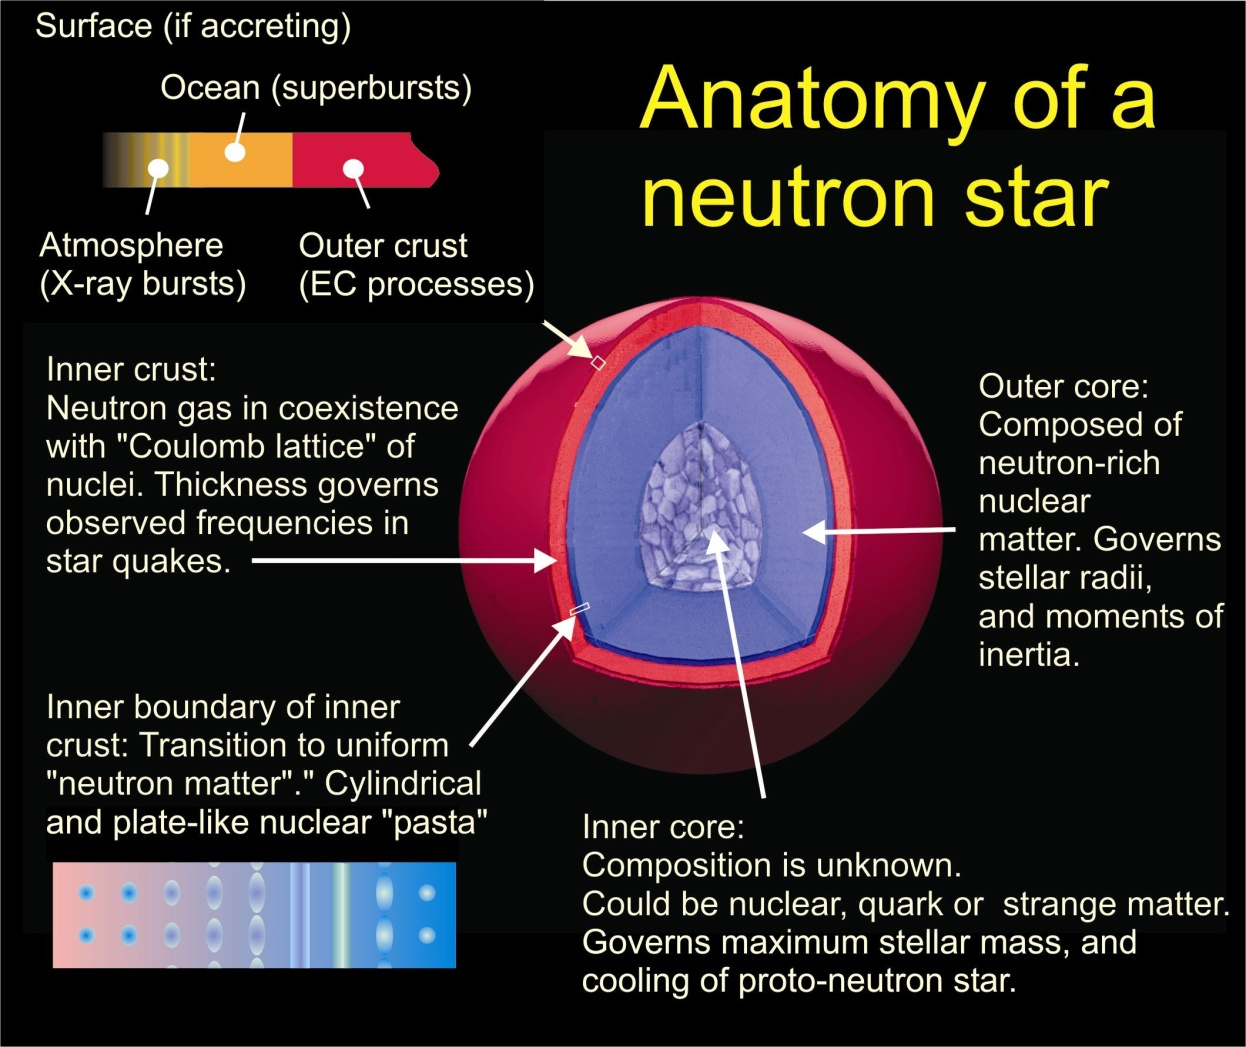 Surface (if accreting)
Ocean (superbursts)
Anatomy of a
neutron star
Atmosphere
(X-ray bursts)
Outer crust
(EC processes)
Inner crust:
Neutron gas in coexistence
with "Coulomb lattice" of
nuclei. Thickness governs
observed frequencies in
star quakes.
Outer core:
Composed of
neutron-rich
nuclear
matter. Governs
stellar radii,
and moments of
inertia.
Inner boundary of inner
crust: Transition to uniform
"neutron matter"." Cylindrical
and plate-like nuclear "pasta"
Inner core:
Composition is unknown.
Could be nuclear, quark or  strange matter.
Governs maximum stellar mass, and
cooling of proto-neutron star.